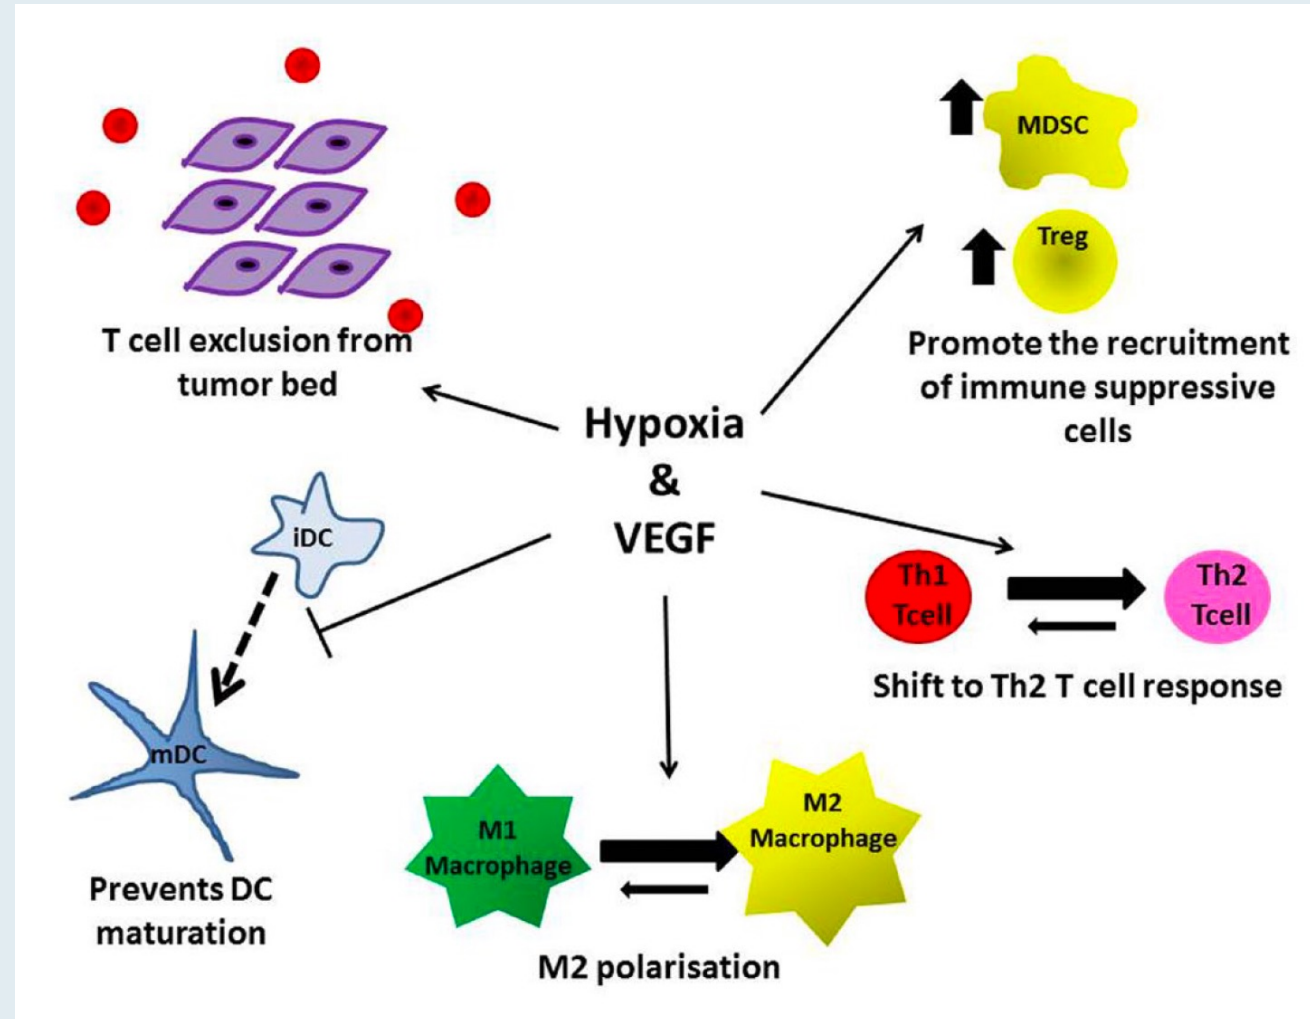 MDSC
Treg
Promote the recruitment
of immune suppressive
cells
T cell exclusion from
tumor bed
Hypoxia
&
VEGF
iDC
mDC
Prevents DC
maturation
Th1
Tcell
Th2
Tcell
Shift to Th2 T cell response
M1
Macrophage
M2
Macrophage
M2 polarisation